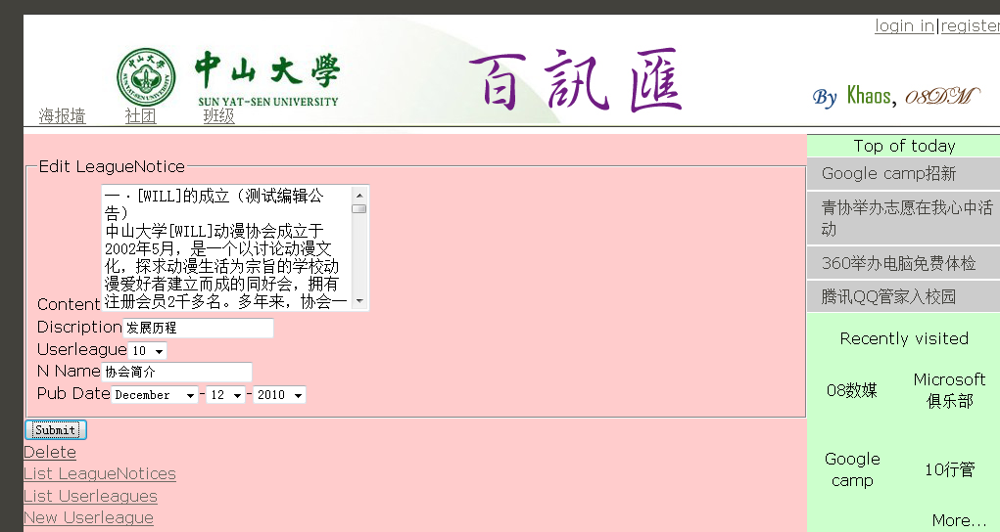 login in|register
中山大學
SUN YAT-SEN UNIVERSITY
百訊匯
By Khaos, 08DM
海报墙 社团 班级
Edit LeagueNotice
一·[WILL]的成立（测试编辑公
告）
中山大学[WILL]动漫协会成立于
2002年5月，是一个以讨论动漫文
化，探求动漫生活为宗旨的学校动
漫爱好者建立而成的同好会，拥有
注册会员2千多名。多年来，协会一
Content
Discription 发展历程
Userleague 10
N Name 协会简介
Pub Date December - 12 - 2010
Submit
Delete
List LeagueNotices
List Userleagues
New Userleague
Top of today
Google camp招新
青协举办志愿在我心中活
动
360举办电脑免费体检
腾讯QQ管家入校园
Recently visited
08数媒
Microsoft
俱乐部
Google
camp
10行管
More...